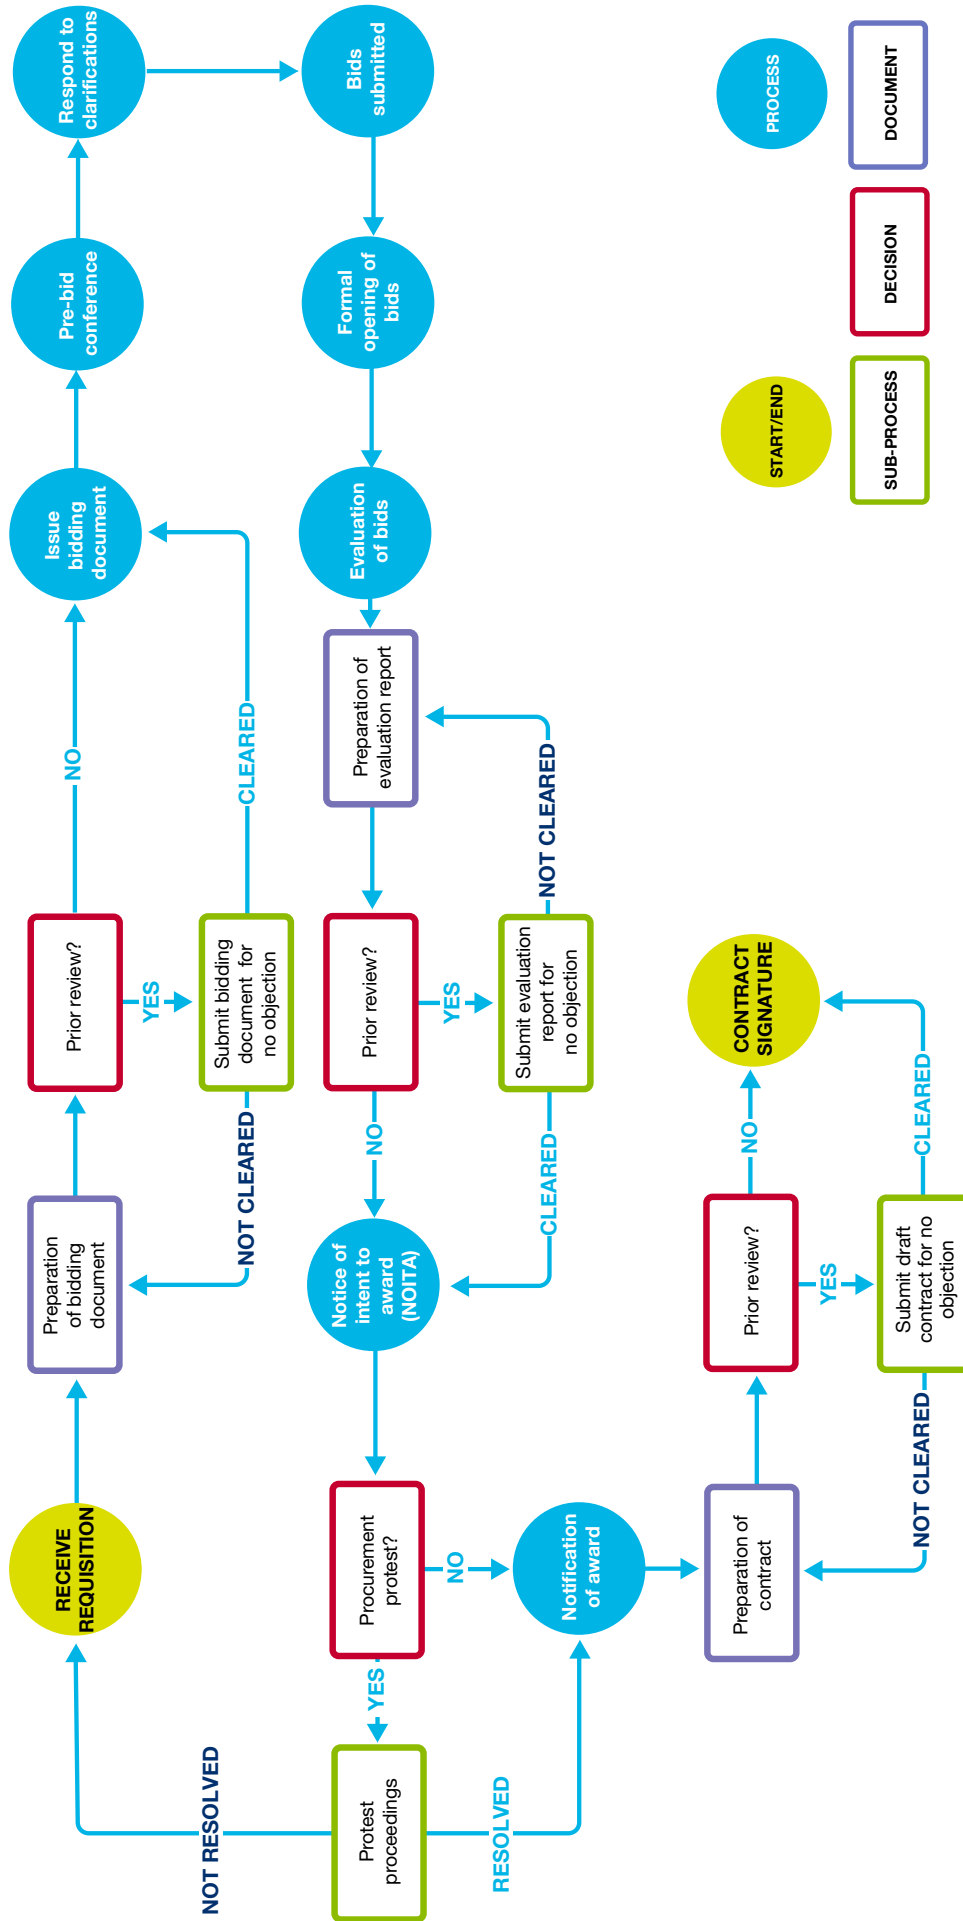 RECEIVE
REQUISITION
Preparation
of bidding
document
Prior review?
NO
YES
Submit bidding
document for
no objection
NOT CLEARED
CLEARED
Issue
bidding
document
Pre-bid
conference
Respond to
clarifications
Bids
submitted
Formal
opening of
bids
Evaluation
of bids
Preparation of
evaluation report
Prior review?
YES
NO
Submit evaluation
report for
no objection
NOT CLEARED
CLEARED
Notice of
intent to
award
(NOITA)
Procurement
protest?
YES
NO
Protest
proceedings
NOT RESOLVED
RESOLVED
Notification
of award
Preparation of
contract
Prior review?
NO
YES
Submit draft
contract for no
objection
NOT CLEARED
CLEARED
CONTRACT
SIGNATURE
START/END
PROCESS
SUB-PROCESS
DECISION
DOCUMENT